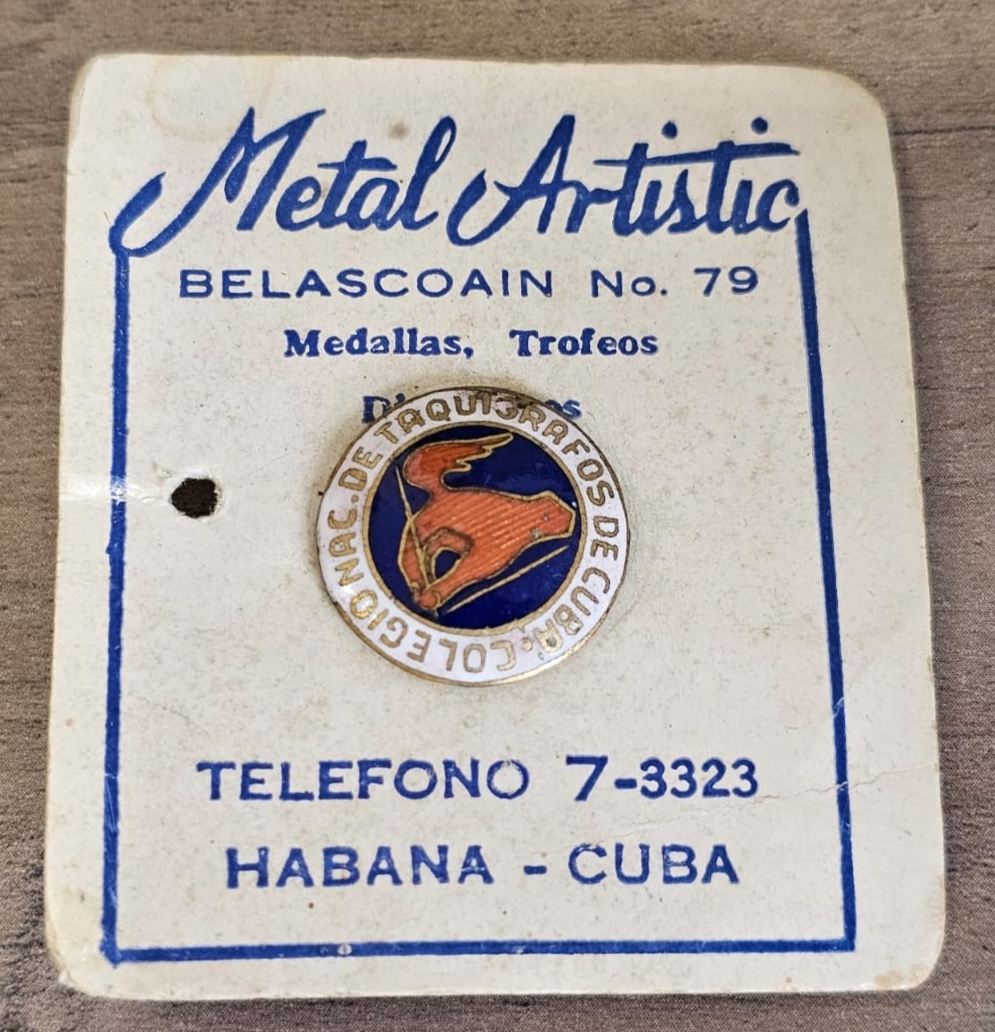 Metal Artistic
BELASCOAIN No. 79
Medallas, Trofeos
COLEGIO NAC. DE TAQUIGRAFOS DE CUBA
TELEFONO 7-3323
HABANA - CUBA